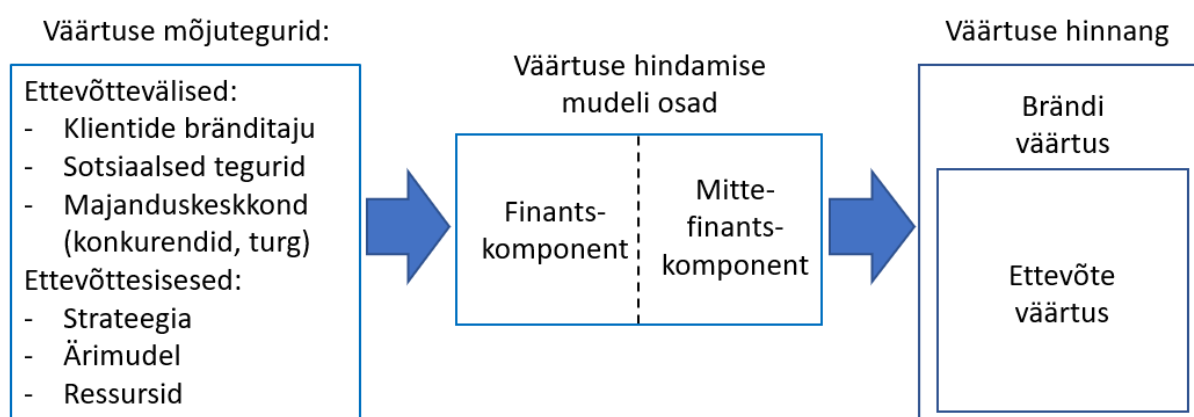 Väärtuse mõjutegurid:
Ettevõttevälised:
- Klientide bränditaju
- Sotsiaalsed tegurid
- Majanduskeskkond
(konkurendid, turg)
Ettevõttesisesed:
- Strateegia
- Ärimudel
- Ressursid
Väärtuse hindamise
mudeli osad
Finants-
komponent
Mitte-
finants-
komponent
Väärtuse hinnang
Brändi
väärtus
Ettevõte
väärtus